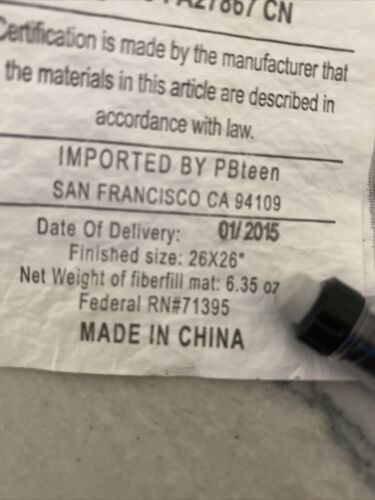 A27867 CN
Certification is made by the manufacturer that
the materials in this article are described in
accordance with law.
IMPORTED BY PBteen
SAN FRANCISCO CA 94109
Date Of Delivery: 01/2015
Finished size: 26X26"
Net Weight of fiberfill mat: 6.35 oz
Federal RN#71395
MADE IN CHINA